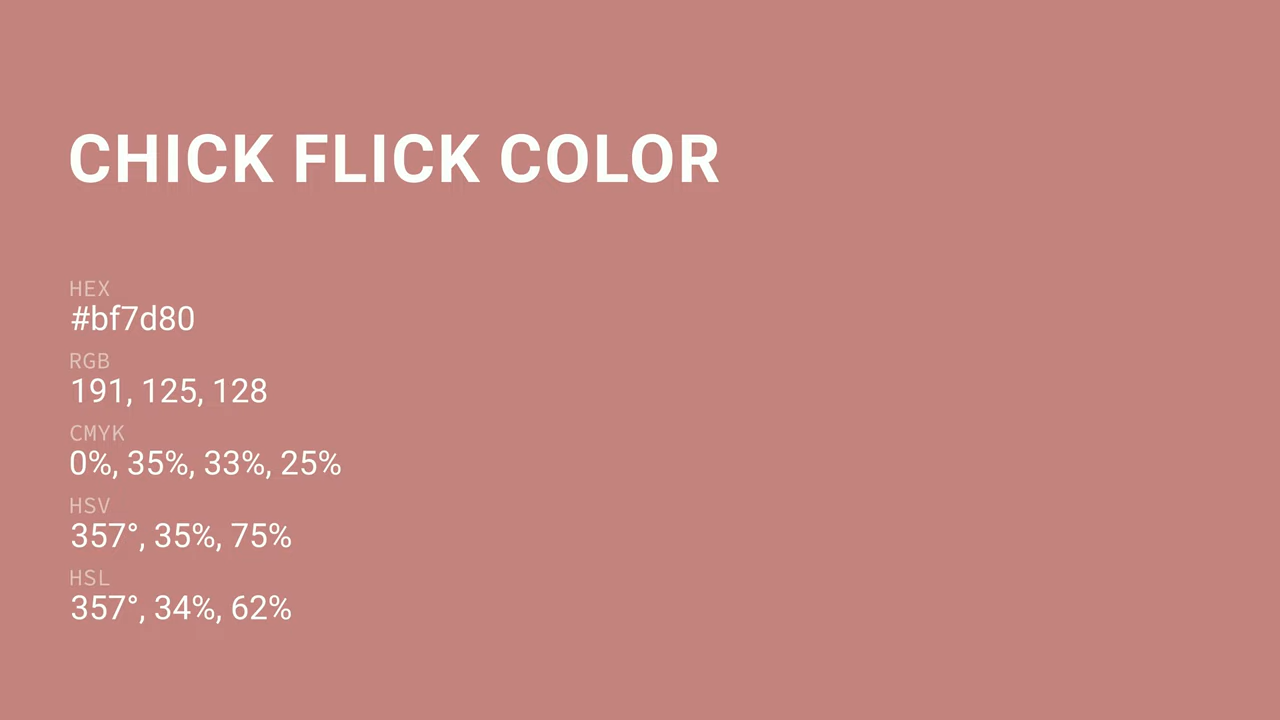 CHICK FLICK COLOR
HEX
#bf7d80
RGB
191, 125, 128
CMYK
0%, 35%, 33%, 25%
HSV
357°, 35%, 75%
HSL
357°, 34%, 62%